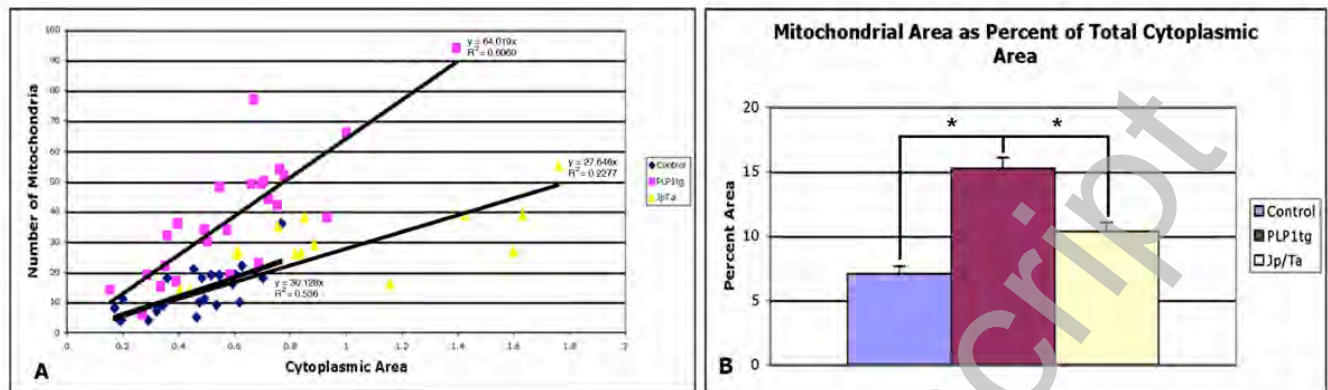 100
90
80
70
60
50
40
30
20
10
0
Number of Mitochondria
y = 64.019x
R² = 0.6060
y = 27.646x
R² = 0.2277
y = 30.128x
R² = 0.536
Control
PLP1tg
Jp/Ta
0 0.2 0.4 0.6 0.8 1 1.2 1.4 1.6 1.8 2
Cytoplasmic Area
A
Mitochondrial Area as Percent of Total Cytoplasmic
Area
20
15
10
5
0
Percent Area
* *
Control
PLP1tg
Jp/Ta
B
cript